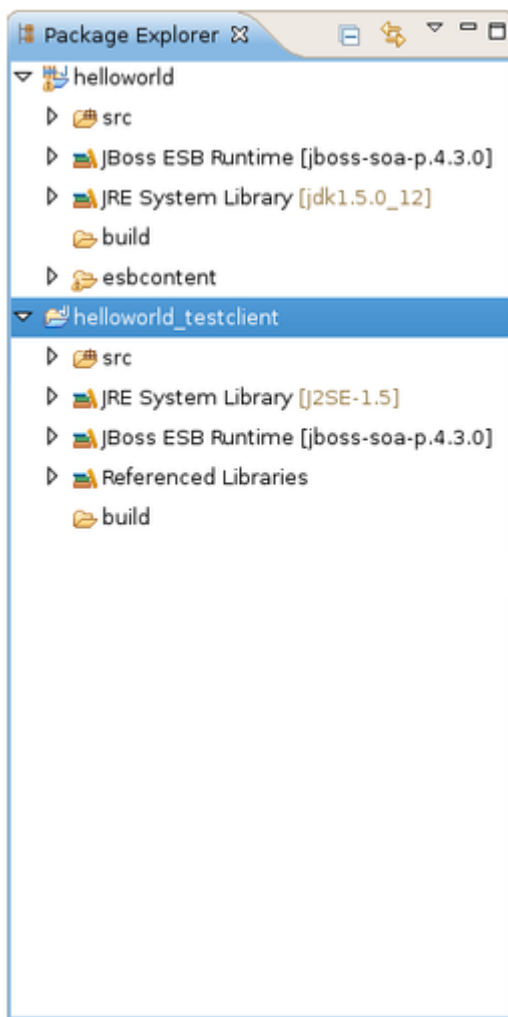 Package Explorer
helloworld
src
JBoss ESB Runtime [jboss-soa-p.4.3.0]
JRE System Library [jdk1.5.0_12]
build
esbcontent
helloworld_testclient
src
JRE System Library [J2SE-1.5]
JBoss ESB Runtime [jboss-soa-p.4.3.0]
Referenced Libraries
build